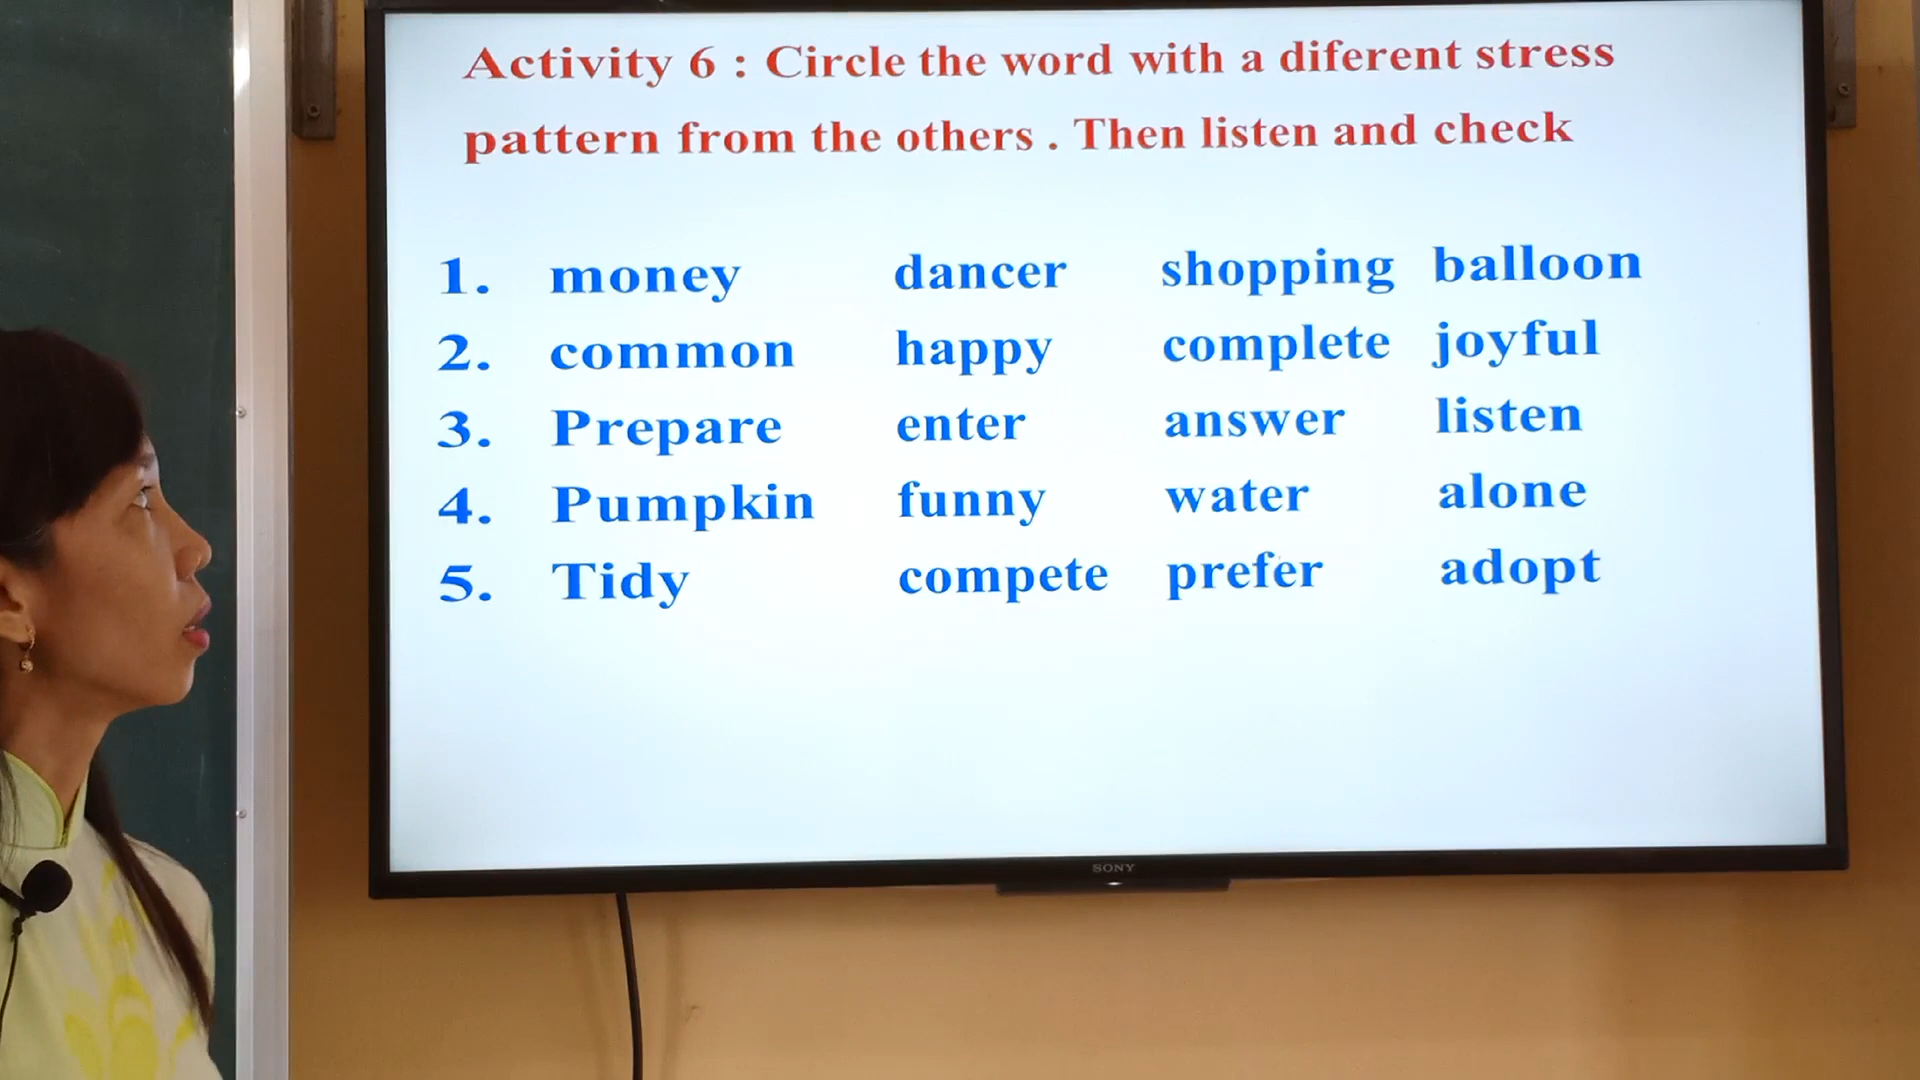 Activity 6 : Circle the word with a diferent stress
pattern from the others . Then listen and check
1. money dancer shopping balloon
2. common happy complete joyful
3. Prepare enter answer listen
4. Pumpkin funny water alone
5. Tidy compete prefer adopt
SONY